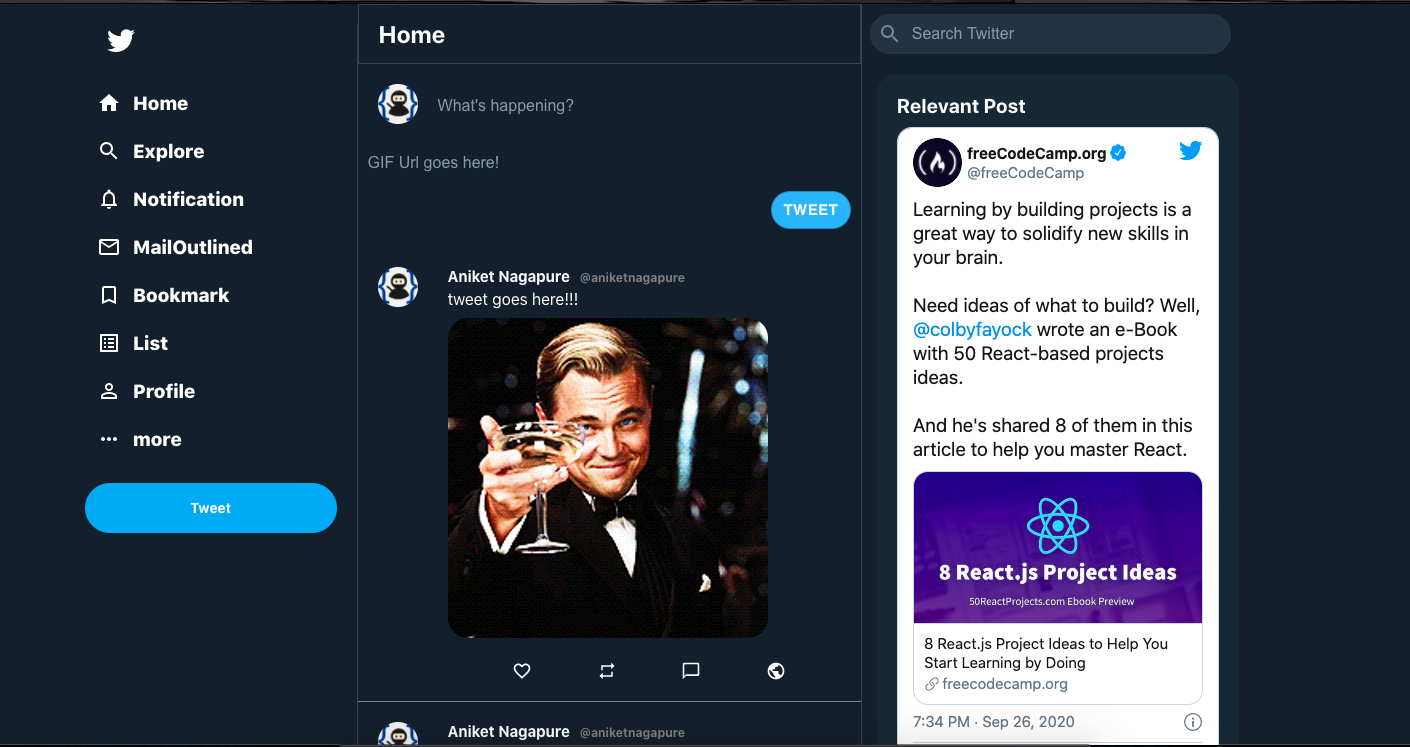 Home
Explore
Notification
MailOutlined
Bookmark
List
Profile
more
Tweet
Home
What's happening?
GIF Url goes here!
TWEET
Aniket Nagapure @aniketnagapure
tweet goes here!!!
Aniket Nagapure @aniketnagapure
Search Twitter
Relevant Post
freeCodeCamp.org
@freeCodeCamp
Learning by building projects is a
great way to solidify new skills in
your brain.
Need ideas of what to build? Well,
@colbyfayock wrote an e-Book
with 50 React-based projects
ideas.
And he's shared 8 of them in this
article to help you master React.
8 React.js Project Ideas
50ReactProjects.com Ebook Preview
8 React.js Project Ideas to Help You
Start Learning by Doing
freecodecamp.org
7:34 PM · Sep 26, 2020